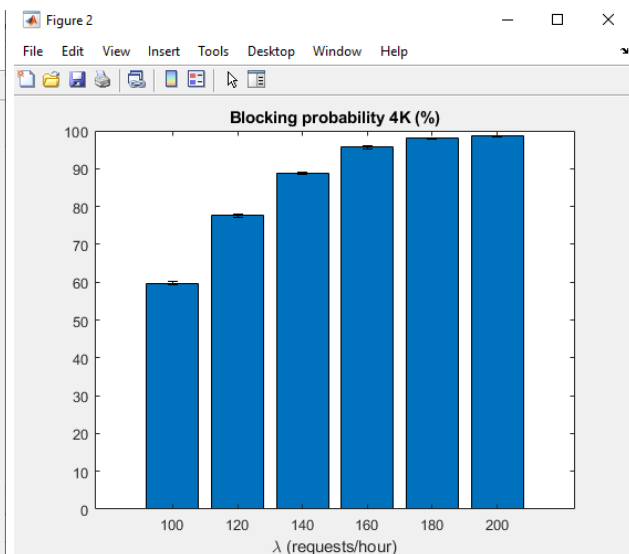 Figure 2
File Edit View Insert Tools Desktop Window Help
Blocking probability 4K (%)
100
90
80
70
60
50
40
30
20
10
0
100 120 140 160 180 200
λ (requests/hour)